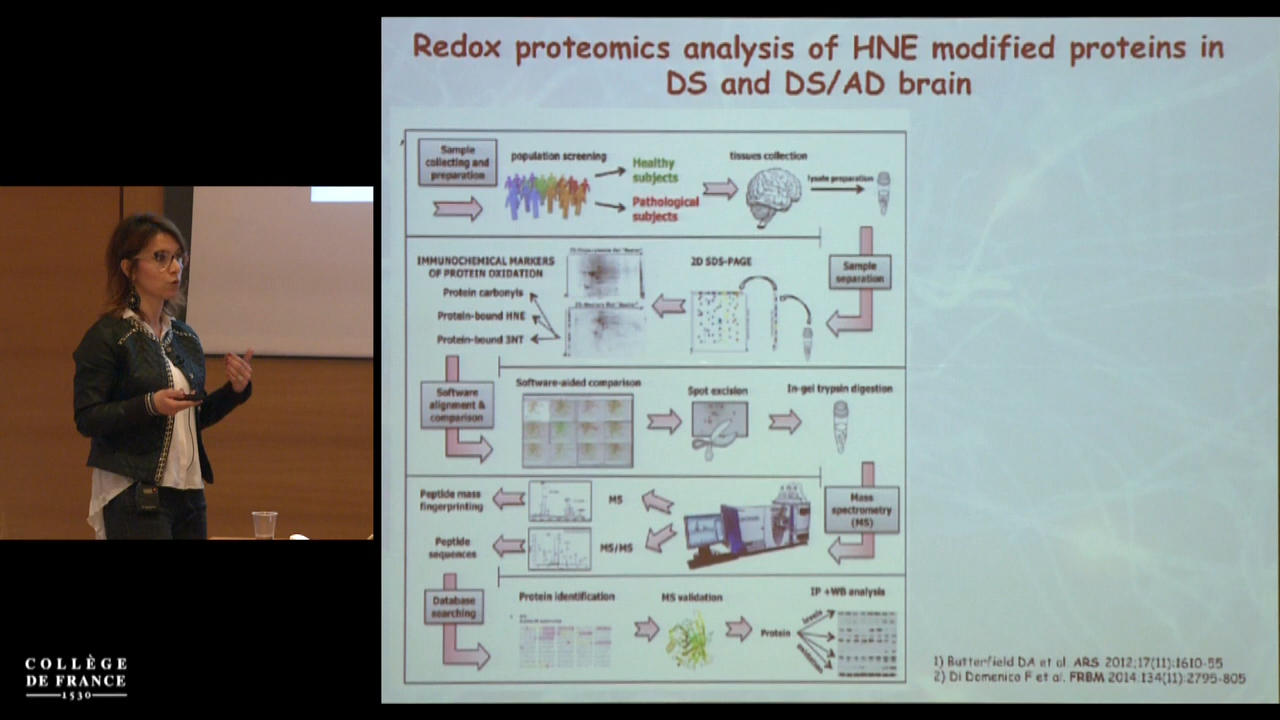 Redox proteomics analysis of HNE modified proteins in
DS and DS/AD brain
Sample
collecting and
preparation
population screening
Healthy
subjects
Pathological
subjects
tissues collection
lysate preparation
IMMUNOCHEMICAL MARKERS
OF PROTEIN OXIDATION
Protein carbonyls
Protein-bound HNE
Protein-bound 3NT
2D SDS-PAGE
Sample
separation
Software
alignment &
comparison
Software-aided comparison
Spot excision
In-gel trypsin digestion
Peptide mass
fingerprinting
MS
Mass
spectrometry
(MS)
Peptide
sequences
MS/MS
Database
searching
Protein identification
MS validation
IP +WB analysis
Protein
levels
1) Butterfield DA et al. ARS 2012;17(11):1610-55
2) Di Domenico F et al. FRBM 2014:134(11):2795-805
COLLÈGE
DE FRANCE
1530